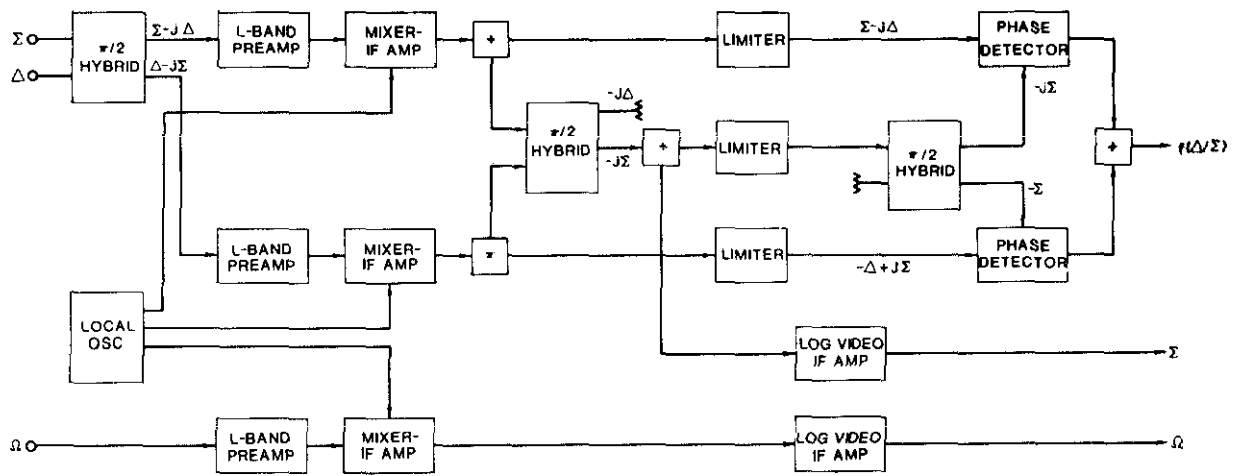 Σ
Δ
π/2
HYBRID
Σ-JΔ
Δ-JΣ
L-BAND
PREAMP
MIXER-
IF AMP
+
LIMITER
Σ-JΔ
PHASE
DETECTOR
-JΣ
π/2
HYBRID
-JΔ
-JΣ
+
LIMITER
π/2
HYBRID
-Σ
+
L-BAND
PREAMP
MIXER-
IF AMP
π
LIMITER
-Δ+JΣ
PHASE
DETECTOR
LOCAL
OSC
LOG VIDEO
IF AMP
Σ
Ω
L-BAND
PREAMP
MIXER-
IF AMP
LOG VIDEO
IF AMP
Ω